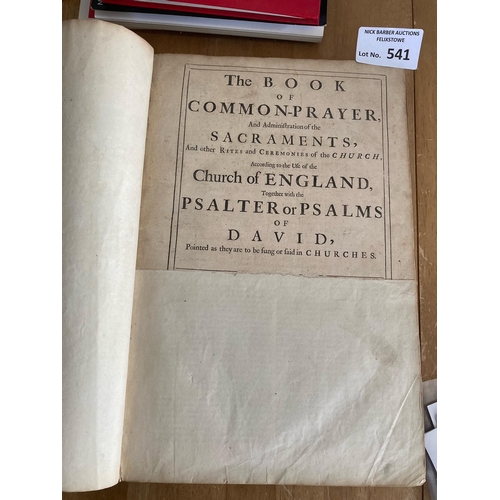 NICK BARBER AUCTIONS
FELIXSTOWE
Lot No. 541
The BOOK
OF
COMMON-PRAYER,
And Administration of the
SACRAMENTS,
And other RITES and CEREMONIES of the CHURCH,
According to the Uſe of the
Church of ENGLAND,
Together with the
PSALTER or PSALMS
OF
DAVID,
Pointed as they are to be ſung or ſaid in CHURCHES.